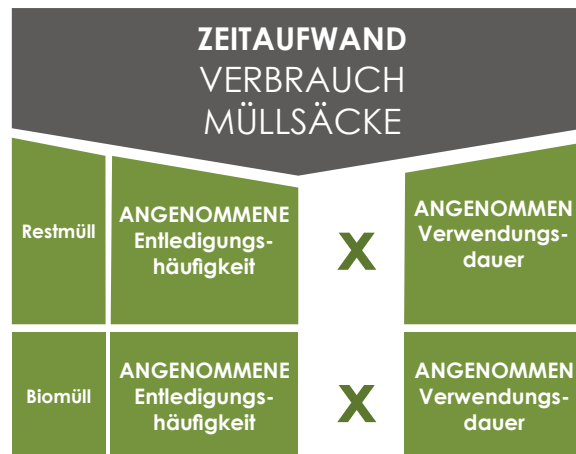 ZEITAUFWAND
VERBRAUCH
MÜLLSÄCKE
Restmüll
ANGENOMMENE
Entledigungs-
häufigkeit
X
ANGENOMMEN
Verwendungs-
dauer
Biomüll
ANGENOMMENE
Entledigungs-
häufigkeit
X
ANGENOMMEN
Verwendungs-
dauer